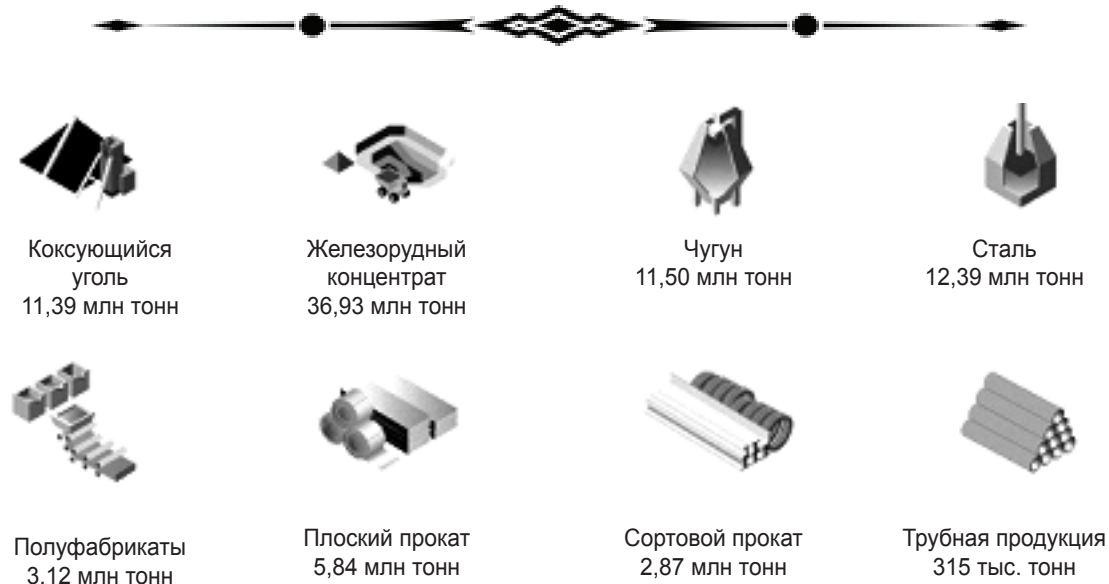 Коксующийся
уголь
11,39 млн тонн
Железорудный
концентрат
36,93 млн тонн
Чугун
11,50 млн тонн
Сталь
12,39 млн тонн
Полуфабрикаты
3,12 млн тонн
Плоский прокат
5,84 млн тонн
Сортовой прокат
2,87 млн тонн
Трубная продукция
315 тыс. тонн